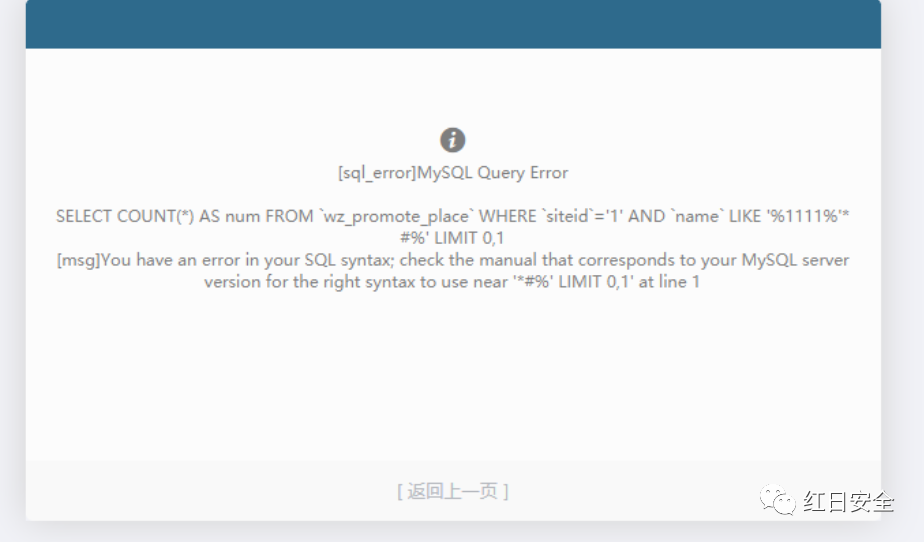 [sql_error]MySQL Query Error
SELECT COUNT(*) AS num FROM `wz_promote_place` WHERE `siteid`='1' AND `name` LIKE '%1111%'*
#%' LIMIT 0,1
[msg]You have an error in your SQL syntax; check the manual that corresponds to your MySQL server
version for the right syntax to use near '*#%' LIMIT 0,1' at line 1
[ 返回上一页 ]
红日安全